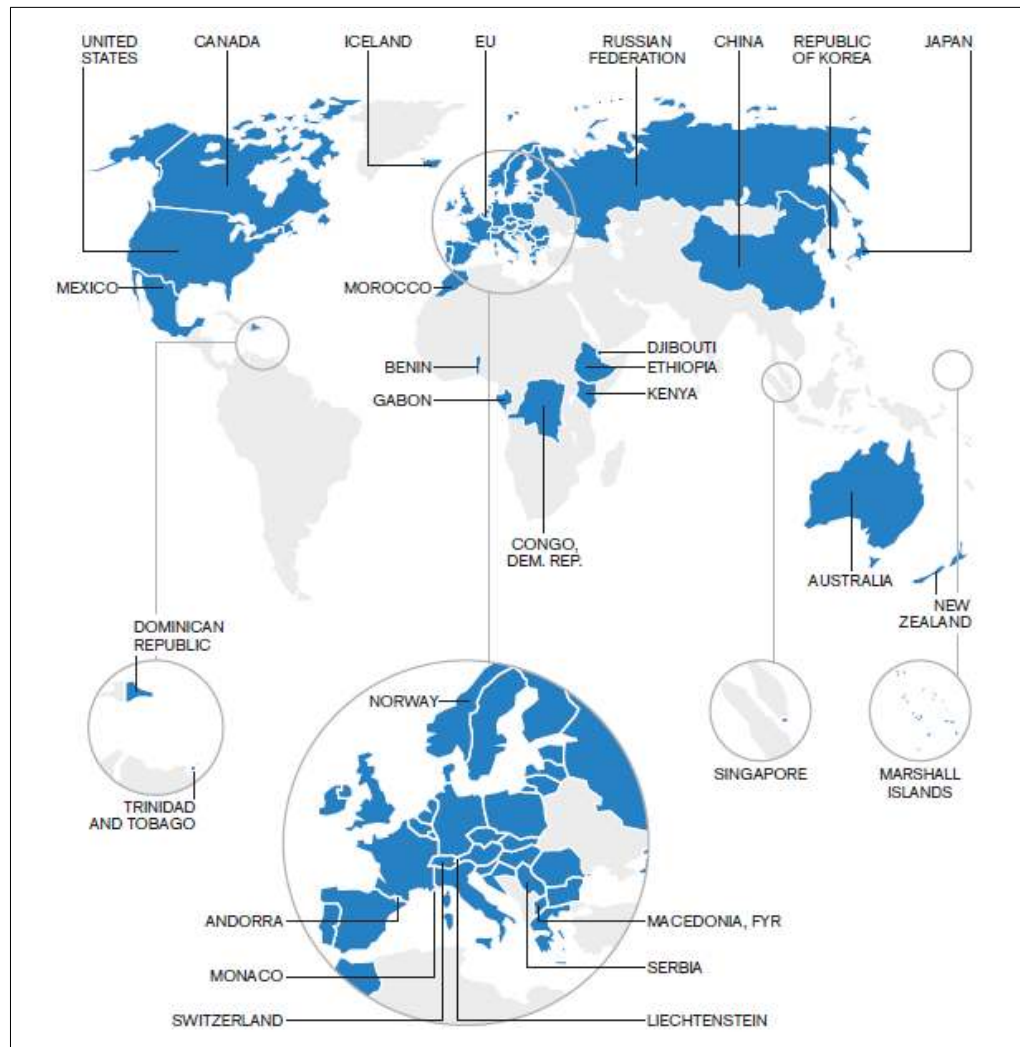 UNITED
STATES
CANADA
ICELAND
EU
RUSSIAN
FEDERATION
CHINA
REPUBLIC
OF KOREA
JAPAN
MEXICO
MOROCCO
BENIN
GABON
DJIBOUTI
ETHIOPIA
KENYA
CONGO,
DEM. REP.
AUSTRALIA
NEW
ZEALAND
DOMINICAN
REPUBLIC
TRINIDAD
AND TOBAGO
NORWAY
SINGAPORE
MARSHALL
ISLANDS
ANDORRA
MONACO
SWITZERLAND
MACEDONIA, FYR
SERBIA
LIECHTENSTEIN